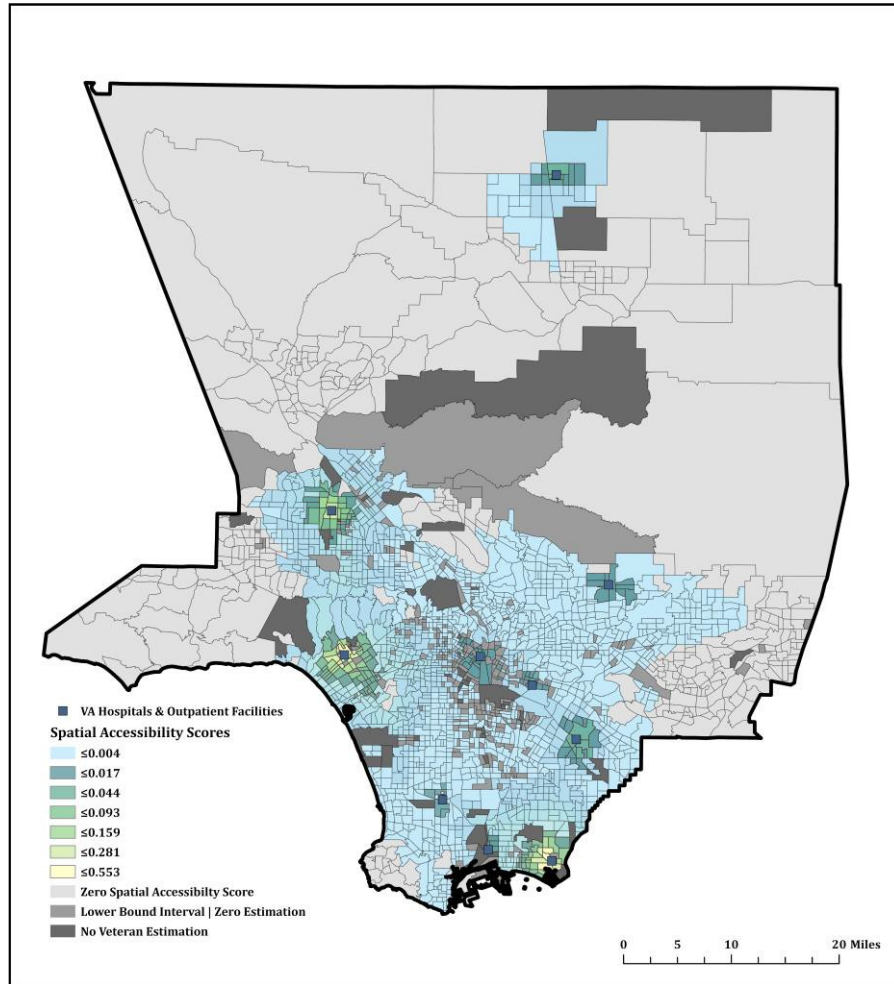 VA Hospitals & Outpatient Facilities
Spatial Accessibility Scores
≤0.004
≤0.017
≤0.044
≤0.093
≤0.159
≤0.281
≤0.553
Zero Spatial Accessibilty Score
Lower Bound Interval | Zero Estimation
No Veteran Estimation
0 5 10 20 Miles